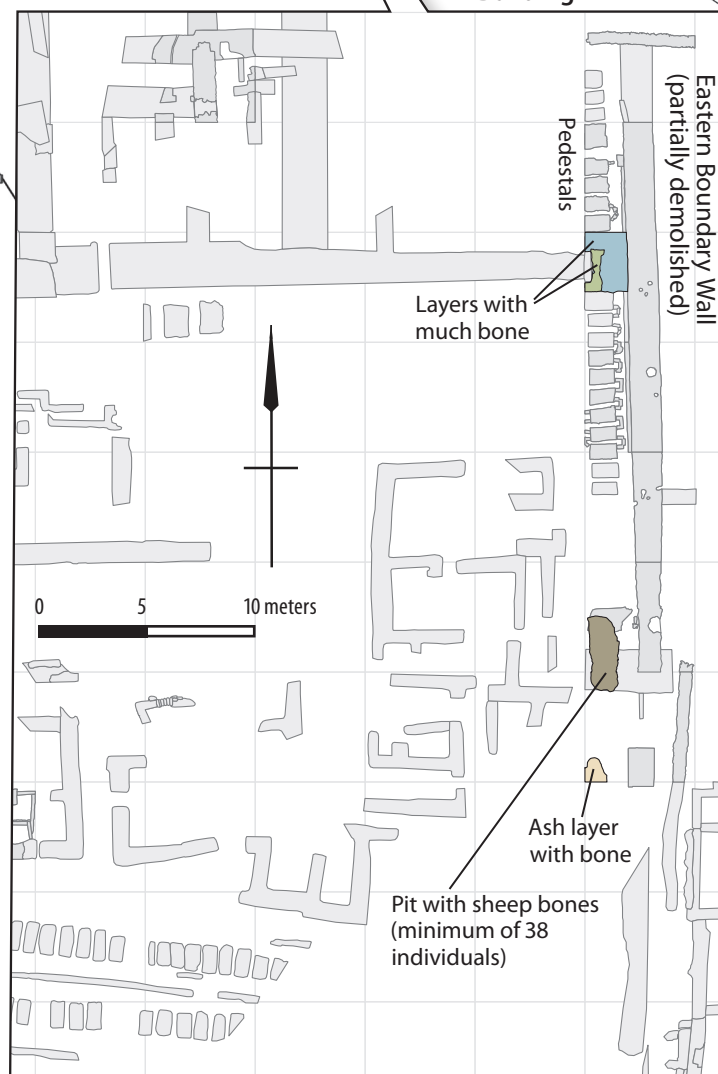 Eastern Boundary Wall
(partially demolished)
Pedestals
Layers with
much bone
0 5 10 meters
Ash layer
with bone
Pit with sheep bones
(minimum of 38
individuals)